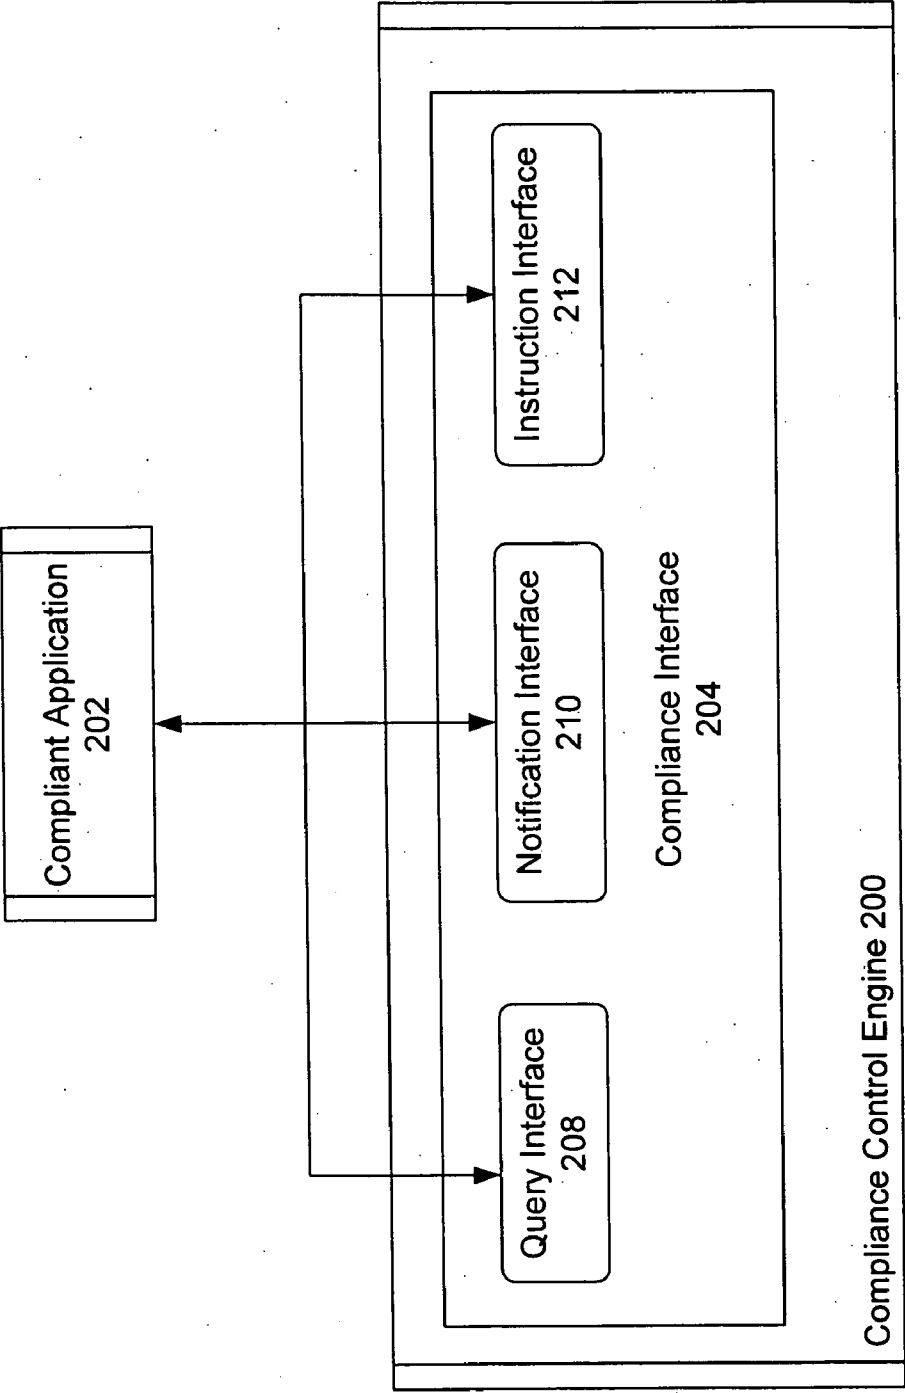 Compliant Application
202
Query Interface
208
Notification Interface
210
Instruction Interface
212
Compliance Interface
204
Compliance Control Engine 200